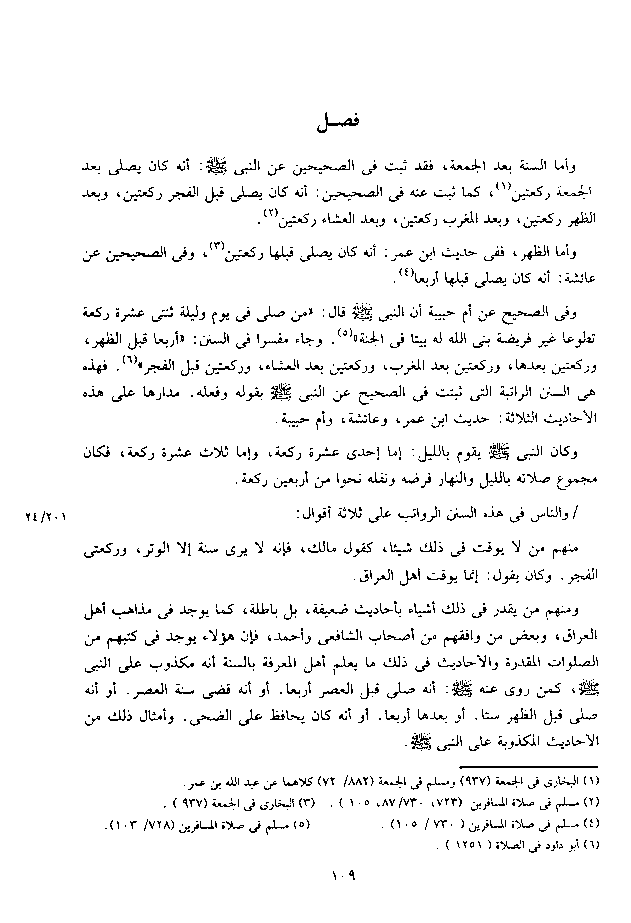 فصــل
وأما السنة بعد الجمعة، فقد ثبت فى الصحيحين عن النبى ﷺ: أنه كان يصلى بعد
الجمعة ركعتين(١)، كما ثبت عنه فى الصحيحين: أنه كان يصلى قبل الفجر ركعتين، وبعد
الظهر ركعتين، وبعد المغرب ركعتين، وبعد العشاء ركعتين(٢).
وأما الظهر، ففى حديث ابن عمر: أنه كان يصلى قبلها ركعتين(٣)، وفى الصحيحين عن
عائشة: أنه كان يصلى قبلها أربعا(٤).
وفى الصحيح عن أم حبيبة أن النبى ﷺ قال: «من صلى فى يوم وليلة ثنتى عشرة ركعة
تطوعا غير فريضة بنى الله له بيتا فى الجنة»(٥). وجاء مفسرا فى السنن: «أربعا قبل الظهر،
وركعتين بعدها، وركعتين بعد المغرب، وركعتين بعد العشاء، وركعتين قبل الفجر»(٦). فهذه
هى السنن الراتبة التى ثبتت فى الصحيح عن النبى ﷺ بقوله وفعله. مدارها على هذه
الأحاديث الثلاثة: حديث ابن عمر، وعائشة، وأم حبيبة.
وكان النبى ﷺ يقوم بالليل: إما إحدى عشرة ركعة، وإما ثلاث عشرة ركعة، فكان
مجموع صلاته بالليل والنهار فرضه ونفله نحوا من أربعين ركعة.
/ والناس فى هذه السنن الرواتب على ثلاثة أقوال:
٢٤/٢٠١
منهم من لا يوقت فى ذلك شيئا، كقول مالك، فإنه لا يرى سنة إلا الوتر، وركعتى
الفجر. وكان يقول: إنما يوقت أهل العراق.
ومنهم من يقدر فى ذلك أشياء بأحاديث ضعيفة، بل باطلة، كما يوجد فى مذاهب أهل
العراق، وبعض من وافقهم من أصحاب الشافعى وأحمد، فإن هؤلاء يوجد فى كتبهم من
الصلوات المقدرة والأحاديث فى ذلك ما يعلم أهل المعرفة بالسنة أنه مكذوب على النبى
ﷺ، كمن روى عنه ﷺ: أنه صلى قبل العصر أربعا. أو أنه قضى سنة العصر. أو أنه
صلى قبل الظهر ستا. أو بعدها أربعا. أو أنه كان يحافظ على الضحى. وأمثال ذلك من
الأحاديث المكذوبة على النبى ﷺ.
(١) البخارى فى الجمعة (٩٣٧) ومسلم فى الجمعة (٨٨٢/ ٧٢) كلاهما عن عبد الله بن عمر.
(٢) مسلم فى صلاة المسافرين (٧٢٣، ٧٣٠/ ٨٧، ١٠٥ ) . (٣) البخارى فى الجمعة (٩٣٧ ) .
(٤) مسلم فى صلاة المسافرين ( ٧٣٠ / ١٠٥ ) . (٥) مسلم فى صلاة المسافرين (٧٢٨/ ١٠٣).
(٦) أبو داود فى الصلاة ( ١٢٥١ ) .
١٠٩